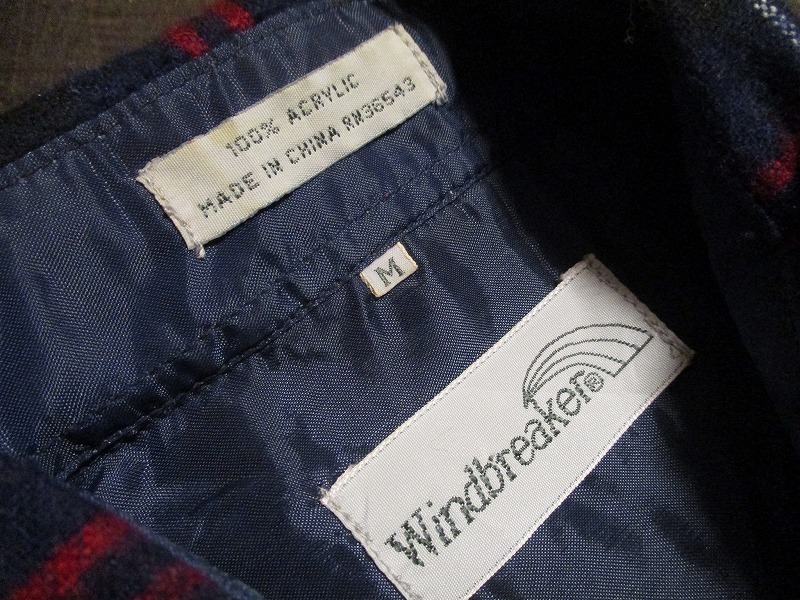 100% ACRYLIC
MADE IN CHINA RN36543
M
Windbreaker®